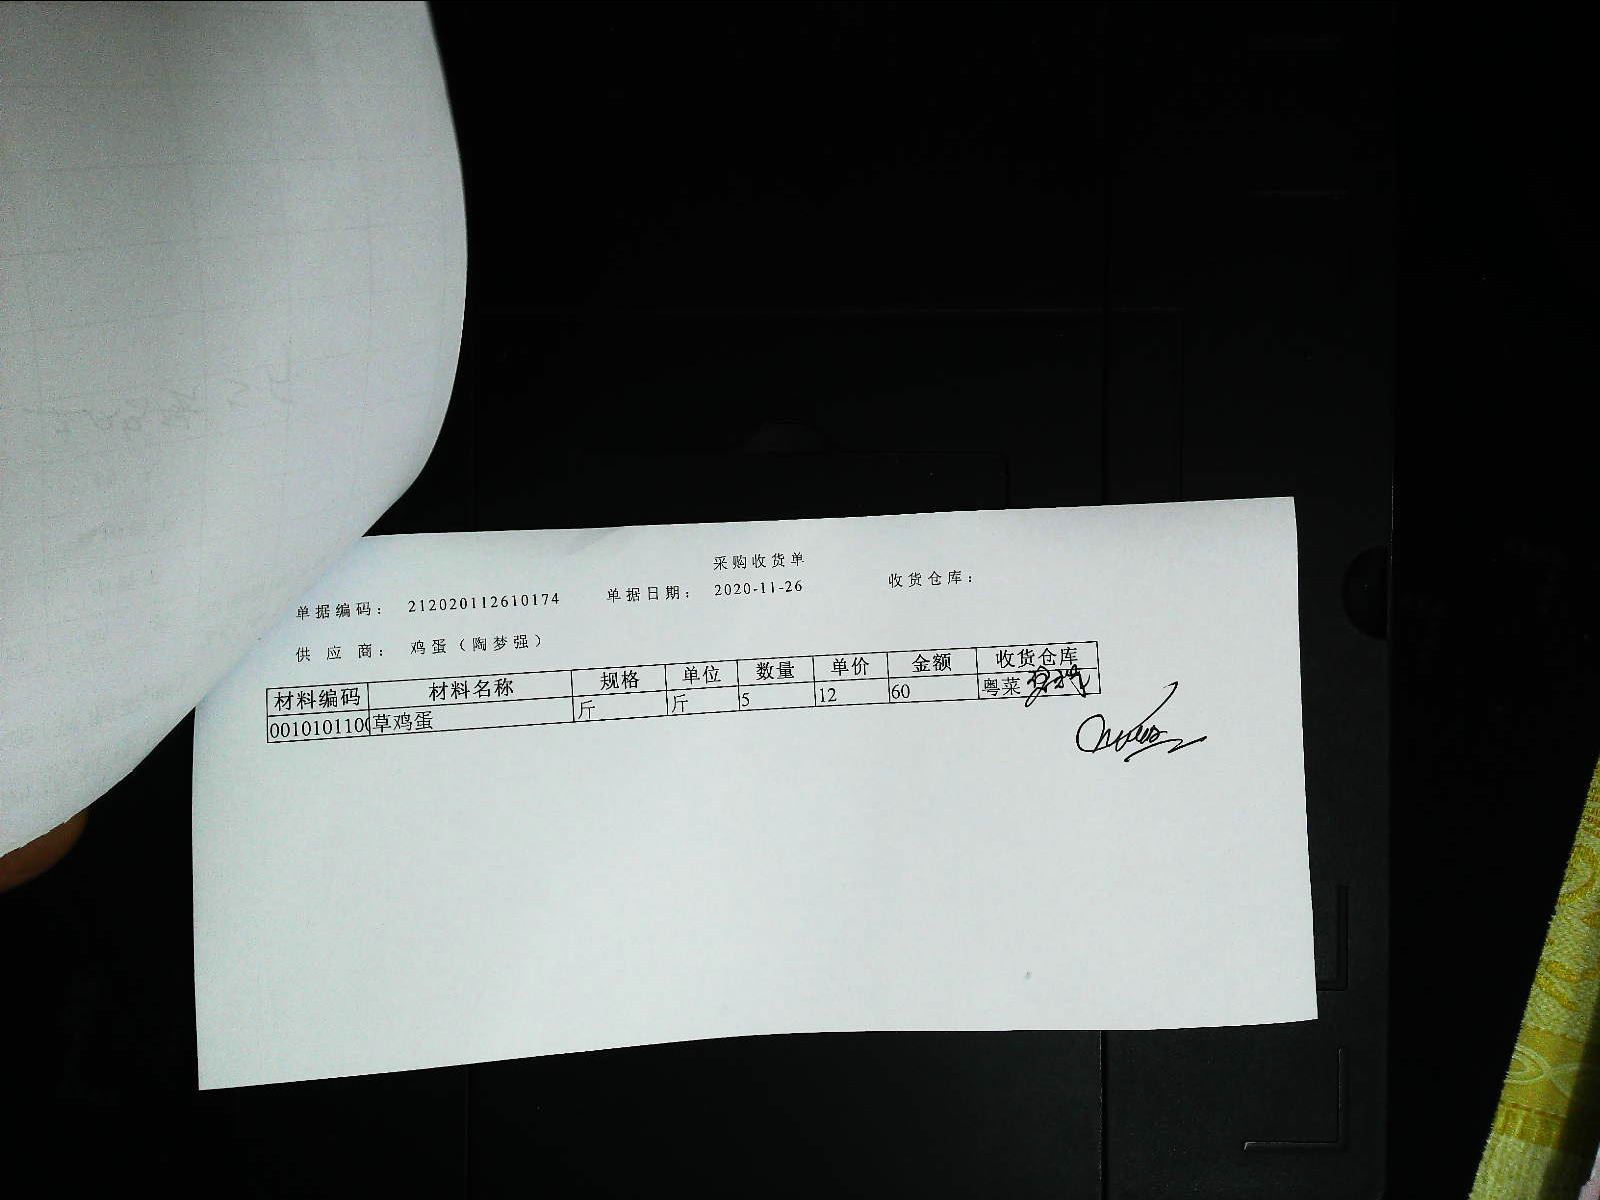 采购收货单
单据编码： 212020112610174 单据日期： 2020-11-26 收货仓库：
供应商： 鸡蛋（陶梦强）
材料编码 材料名称 规格 单位 数量 单价 金额 收货仓库
0010101100 草鸡蛋 斤 斤 5 12 60 粤菜